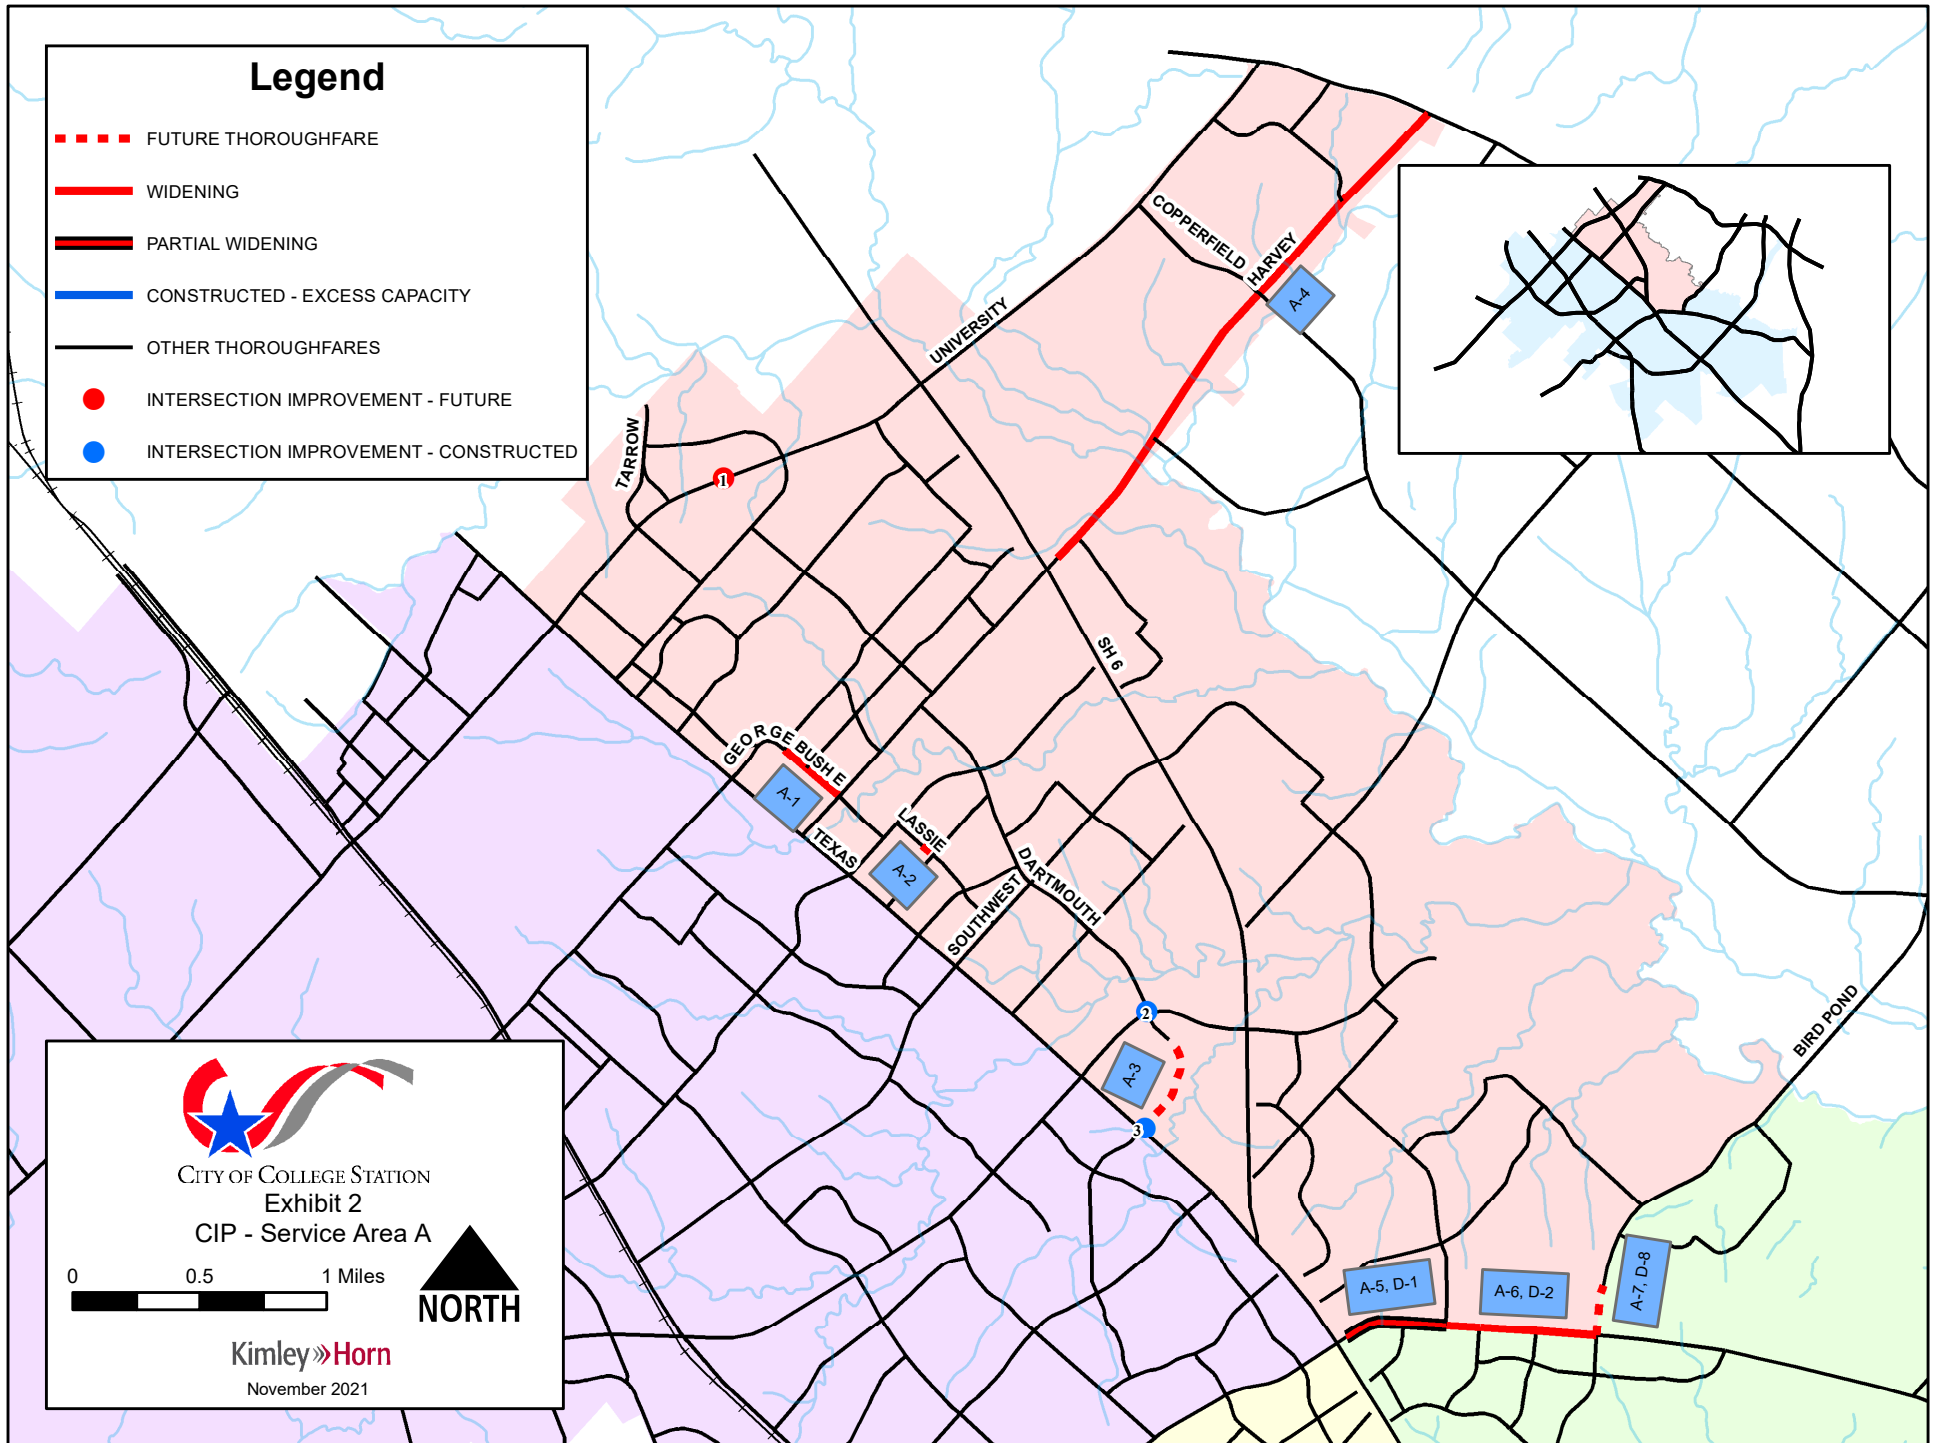 Legend
FUTURE THOROUGHFARE
WIDENING
PARTIAL WIDENING
CONSTRUCTED - EXCESS CAPACITY
OTHER THOROUGHFARES
INTERSECTION IMPROVEMENT - FUTURE
INTERSECTION IMPROVEMENT - CONSTRUCTED
COPPERFIELD
HARVEY
A-4
UNIVERSITY
TARROW
1
SH 6
GEORGE BUSH E
A-1
TEXAS
LASSIE
A-2
DARTMOUTH
SOUTHWEST
2
A-3
3
BIRD POND
A-5, D-1
A-6, D-2
A-7, D-8
CITY OF COLLEGE STATION
Exhibit 2
CIP - Service Area A
0 0.5 1 Miles
NORTH
Kimley»Horn
November 2021